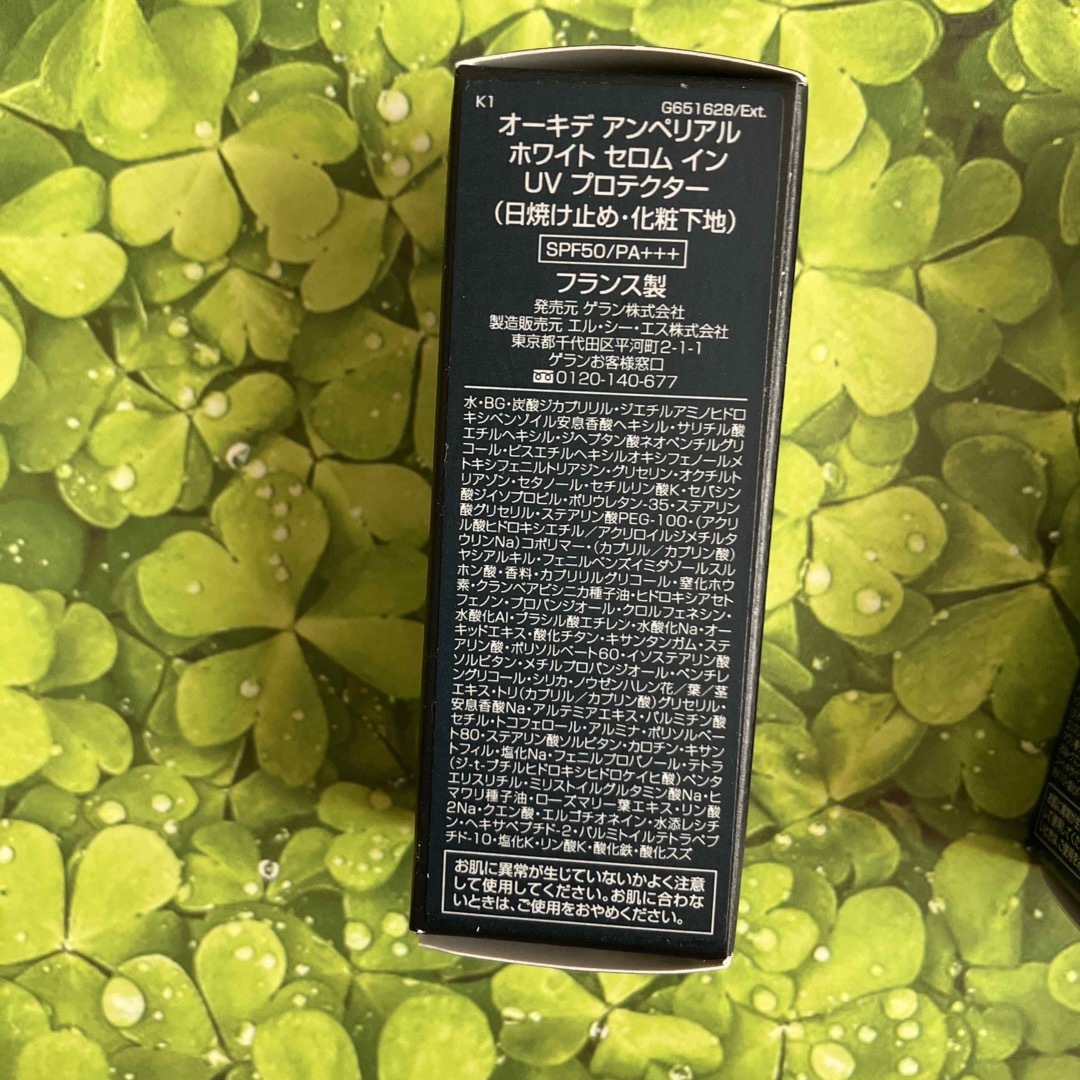 K1
G651628/Ext.
オーキデ アンペリアル
ホワイト セロム イン
UV プロテクター
（日焼け止め・化粧下地）
SPF50/PA+++
フランス製
発売元 ゲラン株式会社
製造販売元 エル・シー・エス株式会社
東京都千代田区平河町2-1-1
ゲランお客様窓口
0120-140-677
水・BG・炭酸ジカプリリル・ジエチルアミノヒドロ
キシベンゾイル安息香酸ヘキシル・サリチル酸
エチルヘキシル・ジヘプタン酸ネオペンチルグリ
コール・ビスエチルヘキシルオキシフェノールメ
トキシフェニルトリアジン・グリセリン・オクチルト
リアゾン・セタノール・セチルリン酸K・セバシン
酸ジイソプロピル・ポリウレタン-35・ステアリン
酸グリセリル・ステアリン酸PEG-100・（アクリ
ル酸ヒドロキシエチル／アクリロイルジメチルタ
ウリンNa）コポリマー・（カプリル／カプリン酸）
ヤシアルキル・フェニルベンズイミダゾールスル
ホン酸・香料・カプリリルグリコール・窒化ホウ
素・クランベアビシニカ種子油・ヒドロキシアセト
フェノン・プロパンジオール・クロルフェネシン・
水酸化Al・ブラシル酸エチレン・水酸化Na・オー
キッドエキス・酸化チタン・キサンタンガム・ステ
アリン酸・ポリソルベート60・イソステアリン酸
ソルビタン・メチルプロパンジオール・ペンチレ
ングリコール・シリカ・ノウゼンハレン花／葉／茎
エキス・トリ（カプリル／カプリン酸）グリセリル・
安息香酸Na・アルテミアエキス・パルミチン酸
セチル・トコフェロール・アルミナ・ポリソルベー
ト80・ステアリン酸ソルビタン・カロチン・キサン
トフィル・塩化Na・フェニルプロパノール・テトラ
（ジ-t-ブチルヒドロキシヒドロケイヒ酸）ペンタ
エリスリチル・ミリストイルグルタミン酸Na・ヒ
マワリ種子油・ローズマリー葉エキス・リン酸
2Na・クエン酸・エルゴチオネイン・水添レシチ
ン・ヘキサペプチド-2・パルミトイルテトラペプ
チド-10・塩化K・リン酸K・酸化鉄・酸化スズ
お肌に異常が生じていないかよく注意
して使用してください。お肌に合わな
いときは、ご使用をおやめください。